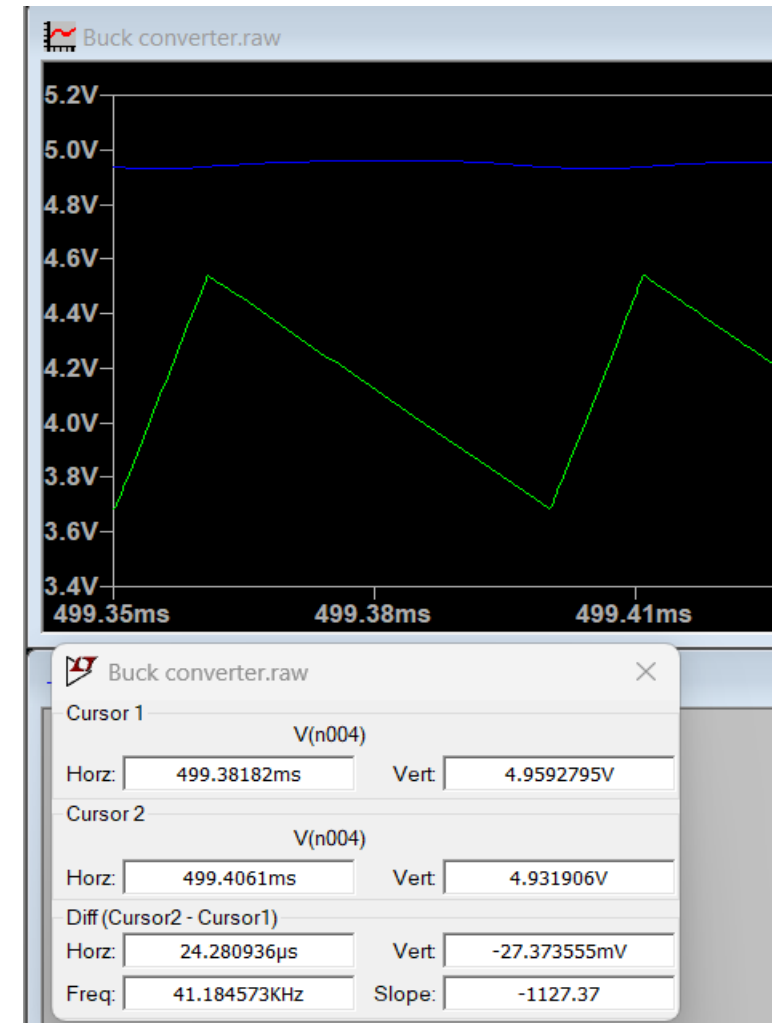 Buck converter.raw
5.2V
5.0V
4.8V
4.6V
4.4V
4.2V
4.0V
3.8V
3.6V
3.4V
499.35ms 499.38ms 499.41ms
Buck converter.raw
Cursor 1
V(n004)
Horz: 499.38182ms Vert: 4.9592795V
Cursor 2
V(n004)
Horz: 499.4061ms Vert: 4.931906V
Diff (Cursor2 - Cursor1)
Horz: 24.280936µs Vert: -27.373555mV
Freq: 41.184573KHz Slope: -1127.37